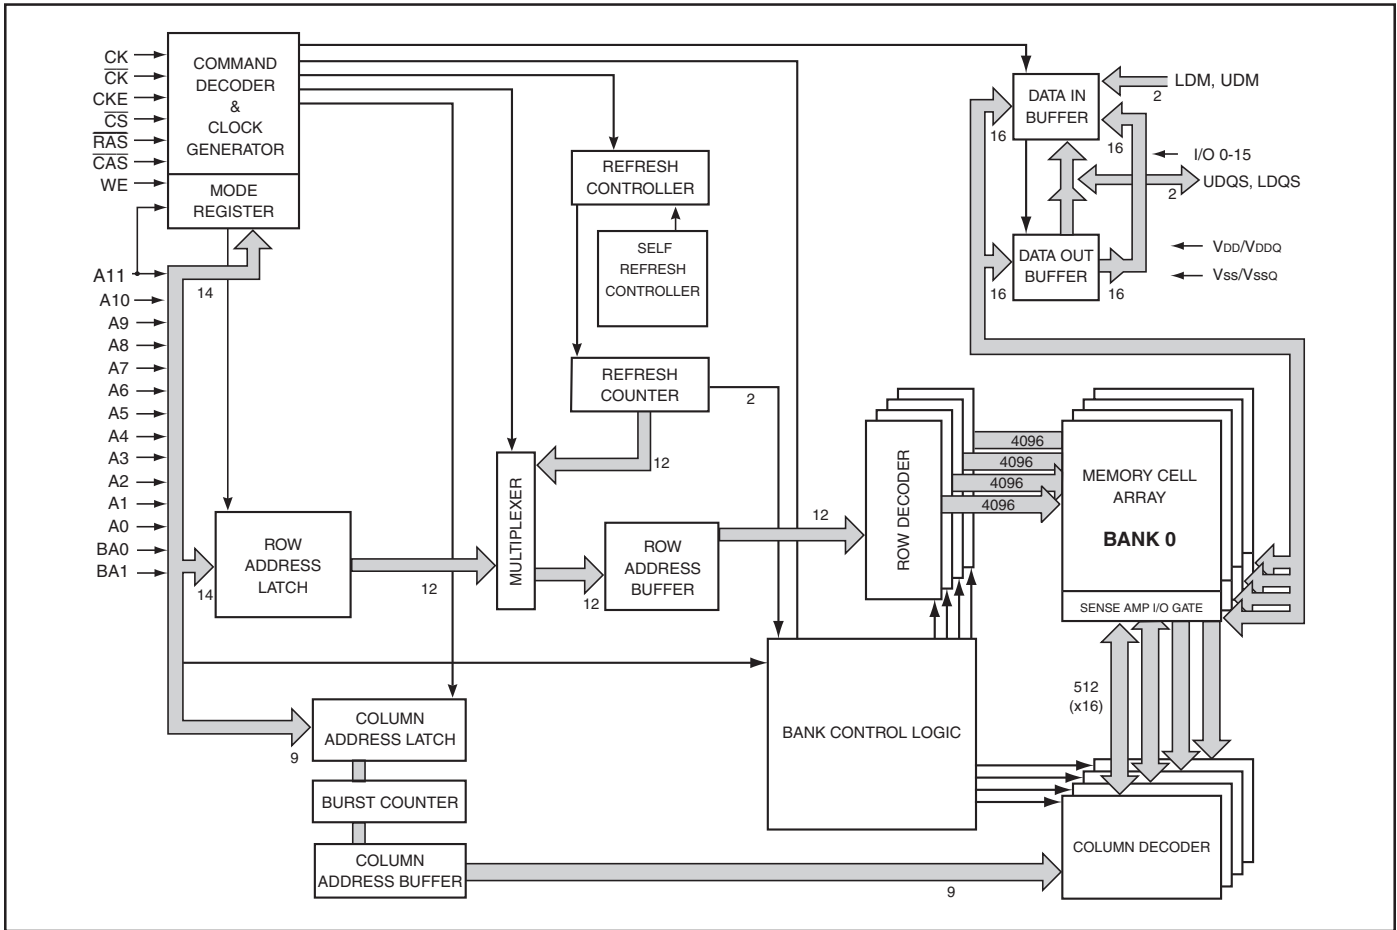 CK
C̅K̅
CKE
C̅S̅
R̅A̅S̅
C̅A̅S̅
WE
A11
A10
A9
A8
A7
A6
A5
A4
A3
A2
A1
A0
BA0
BA1
COMMAND
DECODER
&
CLOCK
GENERATOR
MODE
REGISTER
14
14
ROW
ADDRESS
LATCH
12
9
COLUMN
ADDRESS LATCH
BURST COUNTER
COLUMN
ADDRESS BUFFER
9
REFRESH
CONTROLLER
SELF
REFRESH
CONTROLLER
REFRESH
COUNTER
2
12
MULTIPLEXER
12
ROW
ADDRESS
BUFFER
12
ROW DECODER
4096
4096
4096
4096
MEMORY CELL
ARRAY
BANK 0
SENSE AMP I/O GATE
512
(x16)
BANK CONTROL LOGIC
COLUMN DECODER
DATA IN
BUFFER
2
LDM, UDM
16
16
I/O 0-15
2
UDQS, LDQS
DATA OUT
BUFFER
16
16
VDD/VDDQ
Vss/VssQ